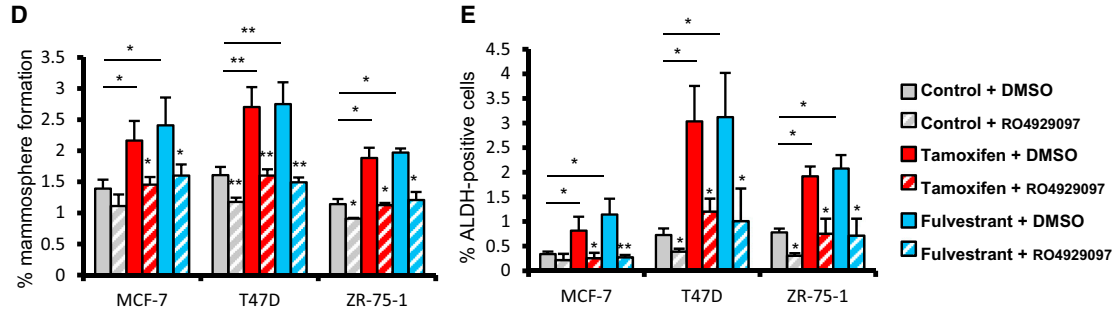 D
% mammosphere formation
3.5
3
2.5
2
1.5
1
0.5
0
* * * *
** ** ** ** **
* * * *
MCF-7 T47D ZR-75-1
E
% ALDH-positive cells
4.5
4
3.5
3
2.5
2
1.5
1
0.5
0
* * * **
* * * * *
* * * * *
MCF-7 T47D ZR-75-1
Control + DMSO
Control + RO4929097
Tamoxifen + DMSO
Tamoxifen + RO4929097
Fulvestrant + DMSO
Fulvestrant + RO4929097